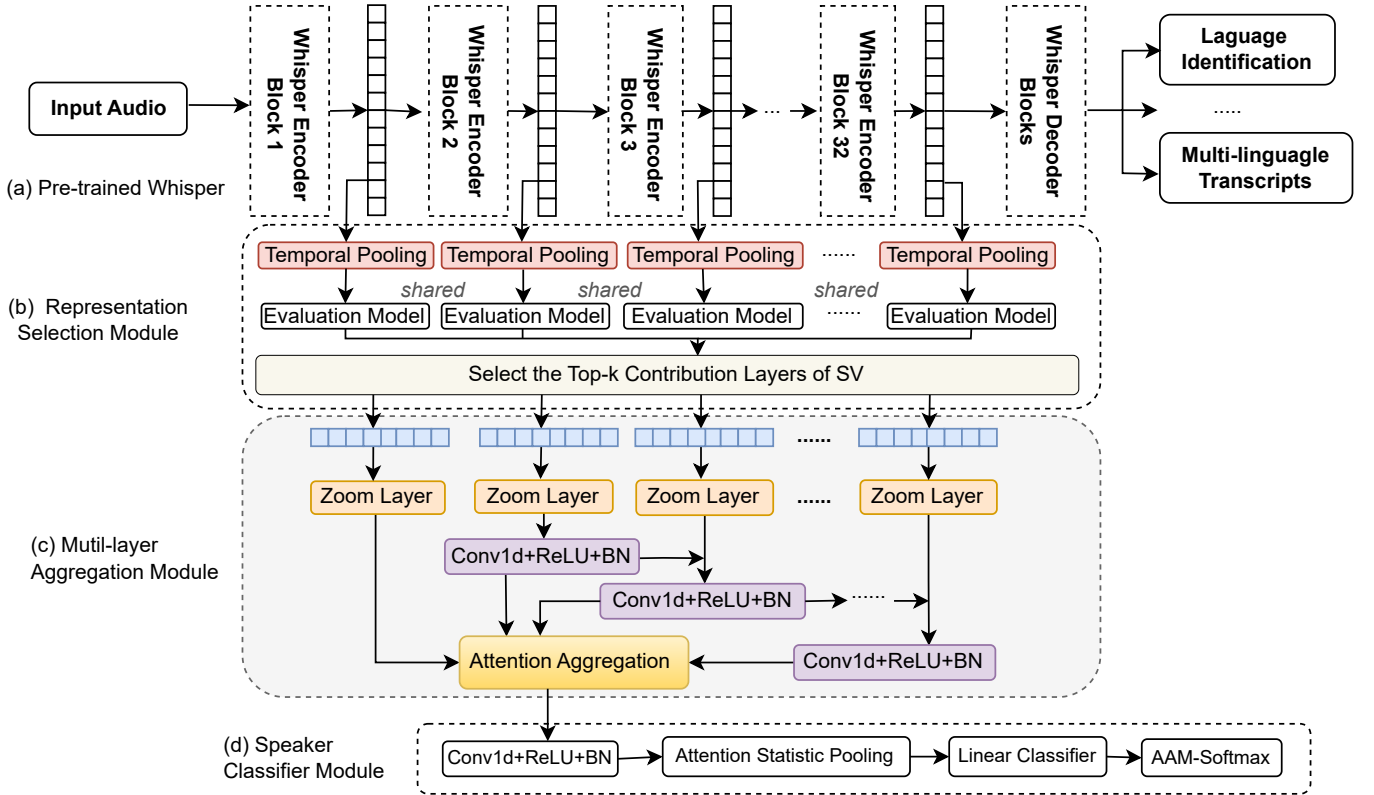 Input Audio
Whisper Encoder
Block 1
Whisper Encoder
Block 2
Whisper Encoder
Block 3
...
Whisper Encoder
Block 32
Whisper Decoder
Blocks
Laguage
Identification
.....
Multi-linguagle
Transcripts
(a) Pre-trained Whisper
Temporal Pooling
Temporal Pooling
Temporal Pooling
......
Temporal Pooling
shared
shared
shared
(b) Representation
Selection Module
Evaluation Model
Evaluation Model
Evaluation Model
......
Evaluation Model
Select the Top-k Contribution Layers of SV
......
Zoom Layer
Zoom Layer
Zoom Layer
......
Zoom Layer
(c) Mutil-layer
Aggregation Module
Conv1d+ReLU+BN
Conv1d+ReLU+BN
......
Attention Aggregation
Conv1d+ReLU+BN
(d) Speaker
Classifier Module
Conv1d+ReLU+BN
Attention Statistic Pooling
Linear Classifier
AAM-Softmax